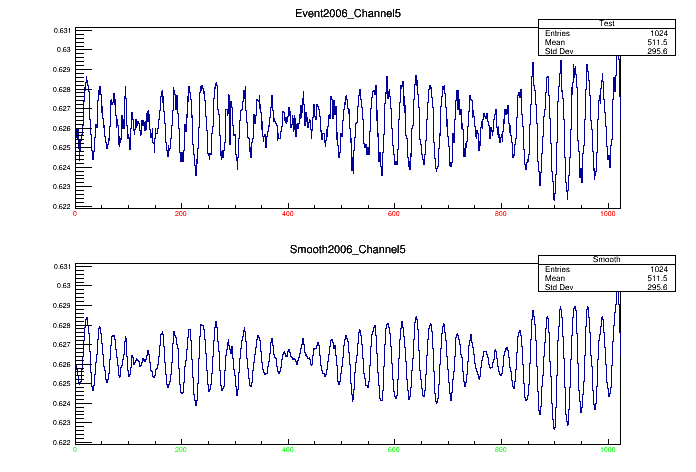 Event2006_Channel5
Test
Entries 1024
Mean 511.5
Std Dev 295.6
0.631
0.63
0.629
0.628
0.627
0.626
0.625
0.624
0.623
0.622
0 200 400 600 800 1000
Smooth2006_Channel5
Smooth
Entries 1024
Mean 511.5
Std Dev 295.6
0.631
0.63
0.629
0.628
0.627
0.626
0.625
0.624
0.623
0.622
0 200 400 600 800 1000